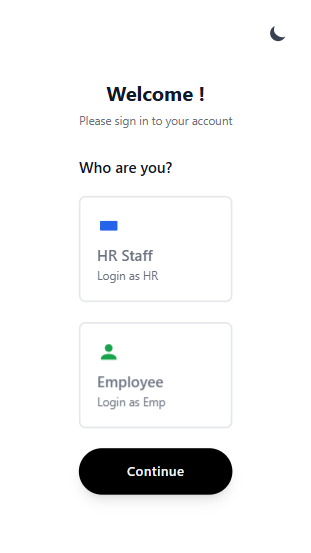 Welcome !
Please sign in to your account
Who are you?
HR Staff
Login as HR
Employee
Login as Emp
Continue